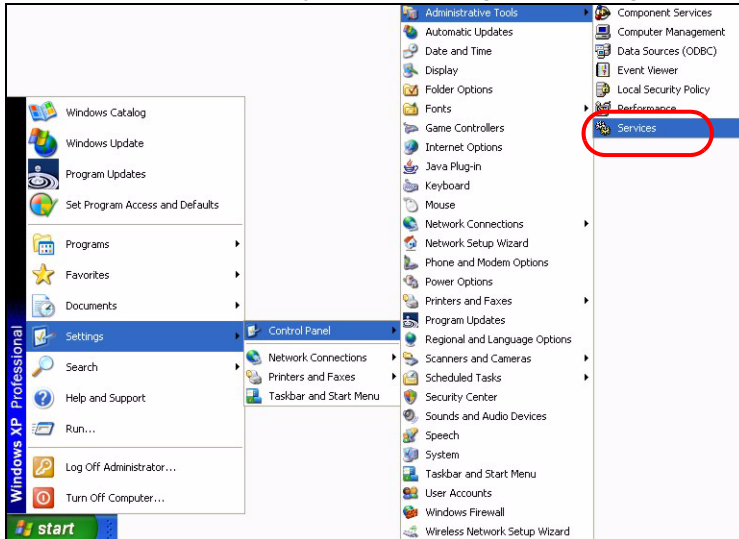 Windows XP Professional
Windows Catalog
Windows Update
Program Updates
Set Program Access and Defaults
Programs
Favorites
Documents
Settings
Search
Help and Support
Run...
Log Off Administrator...
Turn Off Computer...
start
Control Panel
Network Connections
Printers and Faxes
Taskbar and Start Menu
Administrative Tools
Automatic Updates
Date and Time
Display
Folder Options
Fonts
Game Controllers
Internet Options
Java Plug-in
Keyboard
Mouse
Network Connections
Network Setup Wizard
Phone and Modem Options
Power Options
Printers and Faxes
Program Updates
Regional and Language Options
Scanners and Cameras
Scheduled Tasks
Security Center
Sounds and Audio Devices
Speech
System
Taskbar and Start Menu
User Accounts
Windows Firewall
Wireless Network Setup Wizard
Component Services
Computer Management
Data Sources (ODBC)
Event Viewer
Local Security Policy
Performance
Services